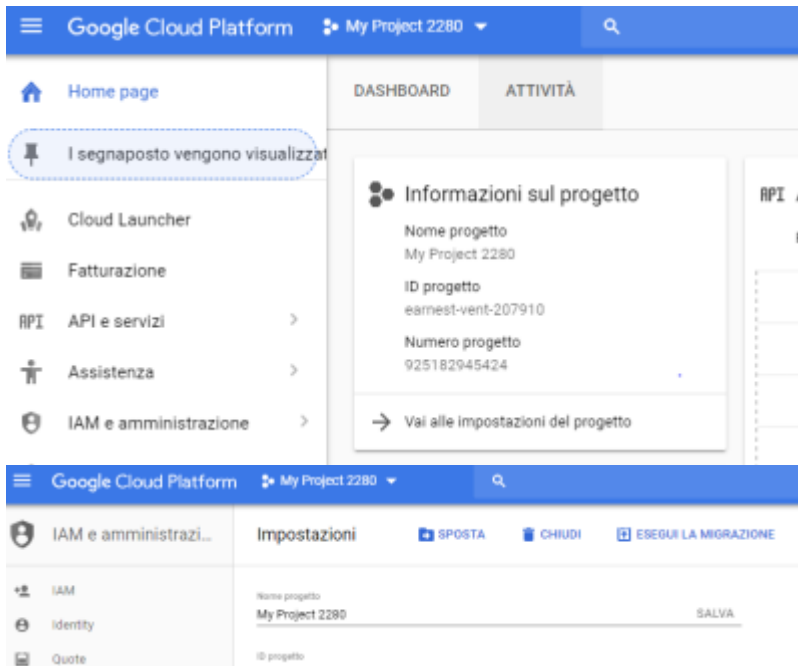 Google Cloud Platform My Project 2280
Home page
DASHBOARD ATTIVITÀ
I segnaposto vengono visualizzat
Informazioni sul progetto
API
Nome progetto
My Project 2280
Cloud Launcher
Fatturazione
ID progetto
earnest-vent-207910
API API e servizi
Numero progetto
925182945424
Assistenza
IAM e amministrazione
Vai alle impostazioni del progetto
Google Cloud Platform My Project 2280
IAM e amministrazi...
Impostazioni SPOSTA CHIUDI ESEGUI LA MIGRAZIONE
IAM
Identity
Quote
Nome progetto
My Project 2280 SALVA
ID progetto